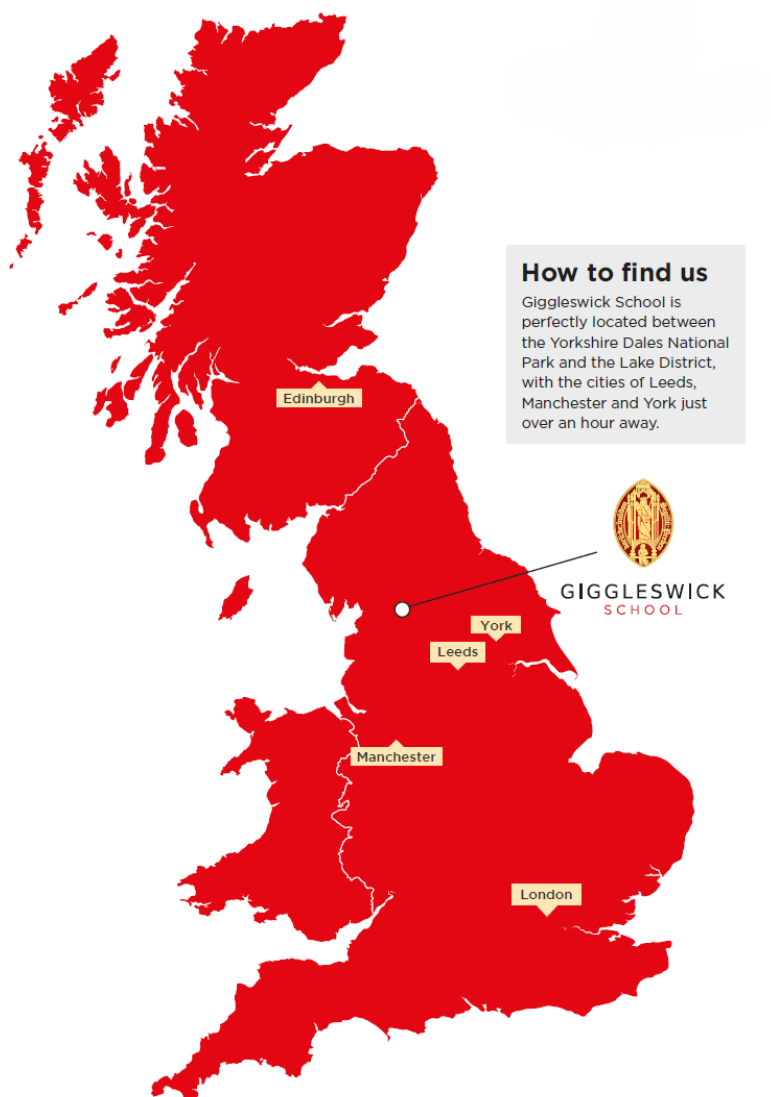 How to find us
Giggleswick School is
perfectly located between
the Yorkshire Dales National
Park and the Lake District,
with the cities of Leeds,
Manchester and York just
over an hour away.
Edinburgh
GIGGLESWICK
SCHOOL
York
Leeds
Manchester
London